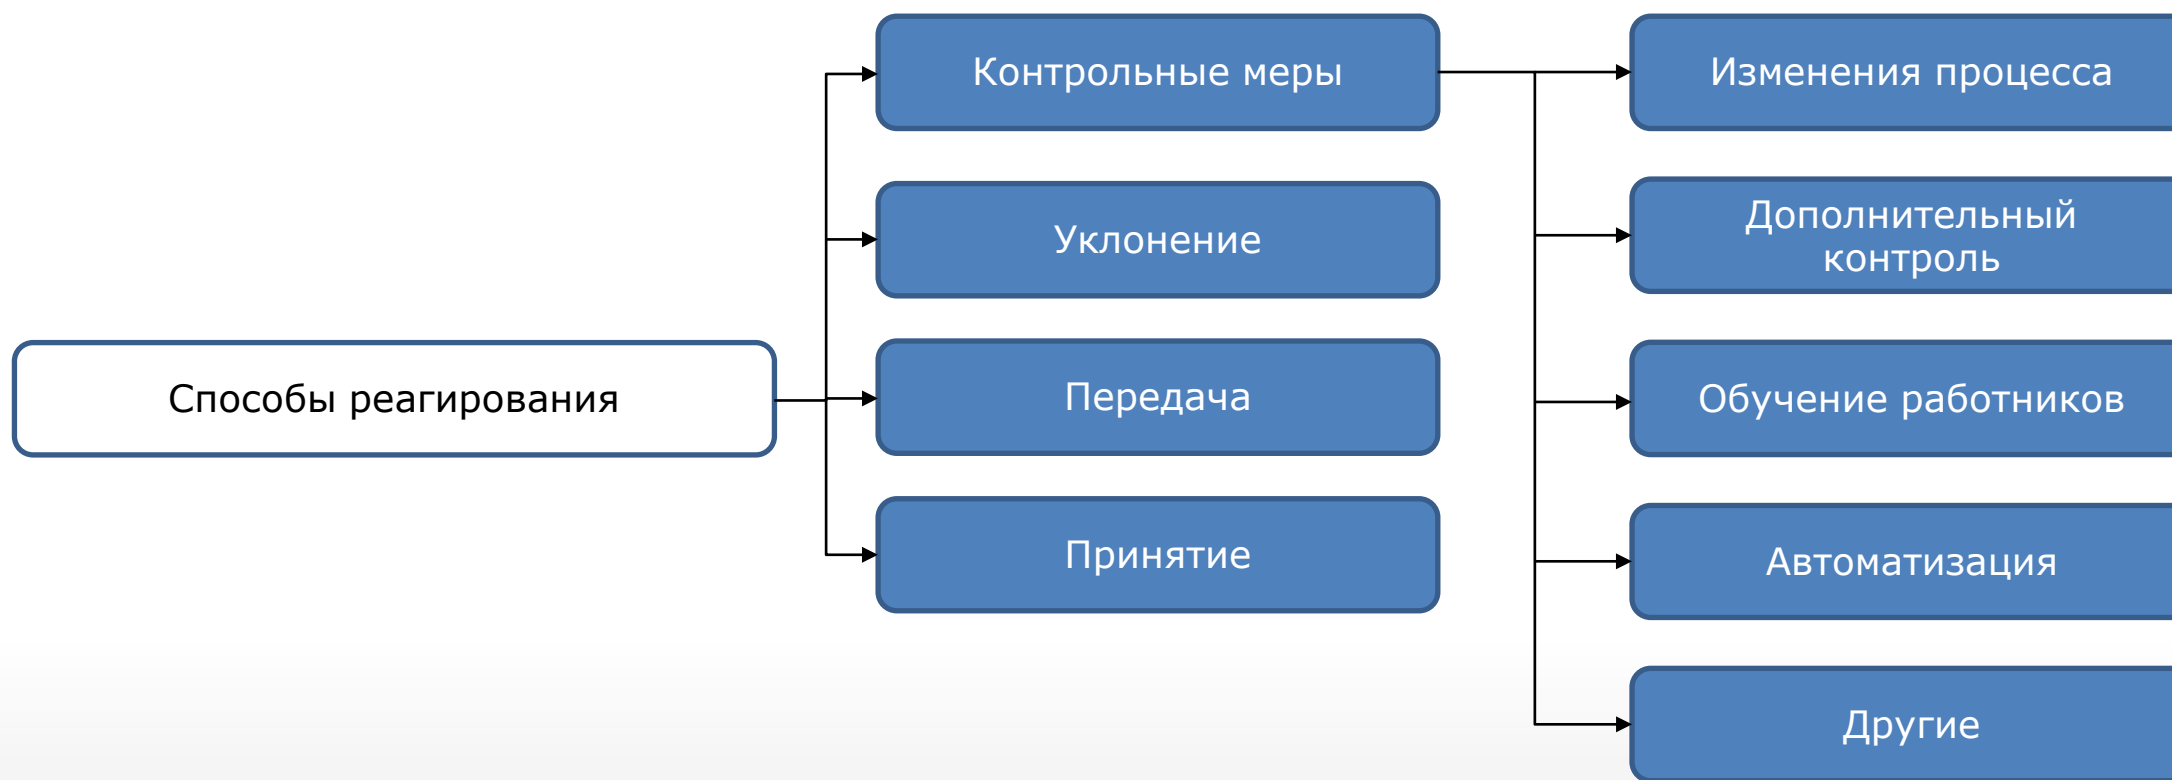 Способы реагирования
Контрольные меры
Уклонение
Передача
Принятие
Изменения процесса
Дополнительный
контроль
Обучение работников
Автоматизация
Другие